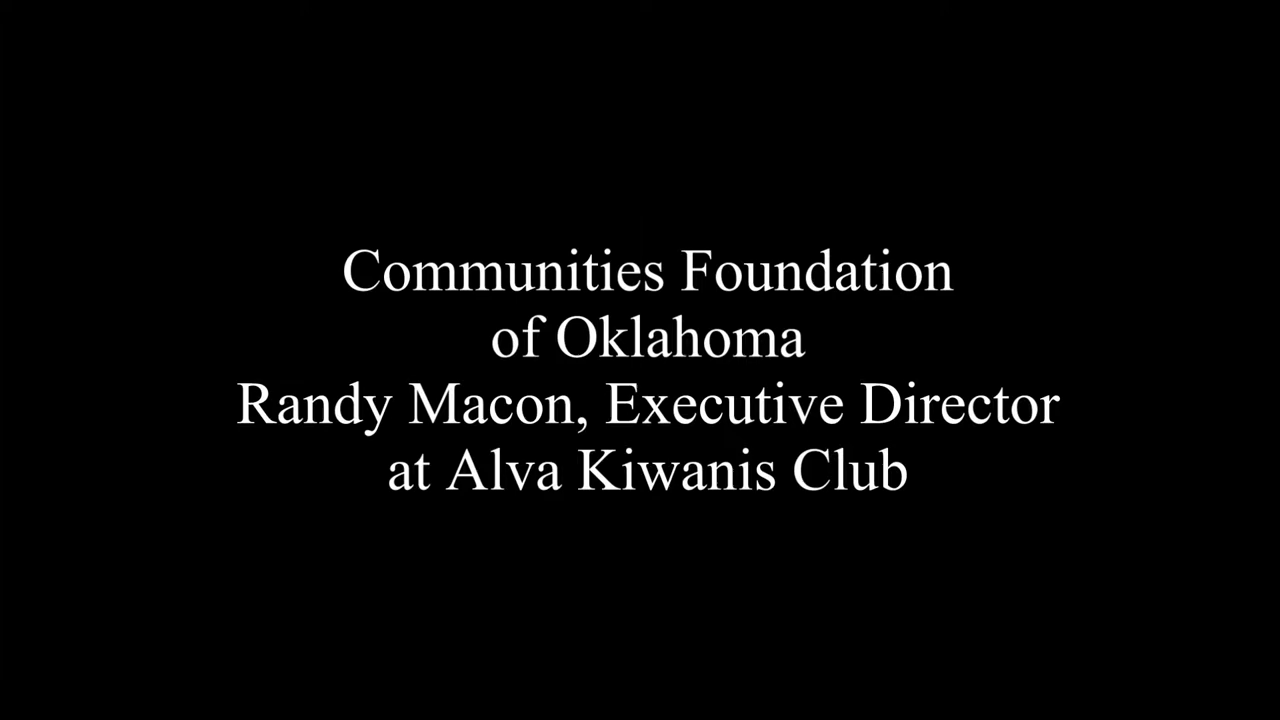 Communities Foundation
of Oklahoma
Randy Macon, Executive Director
at Alva Kiwanis Club